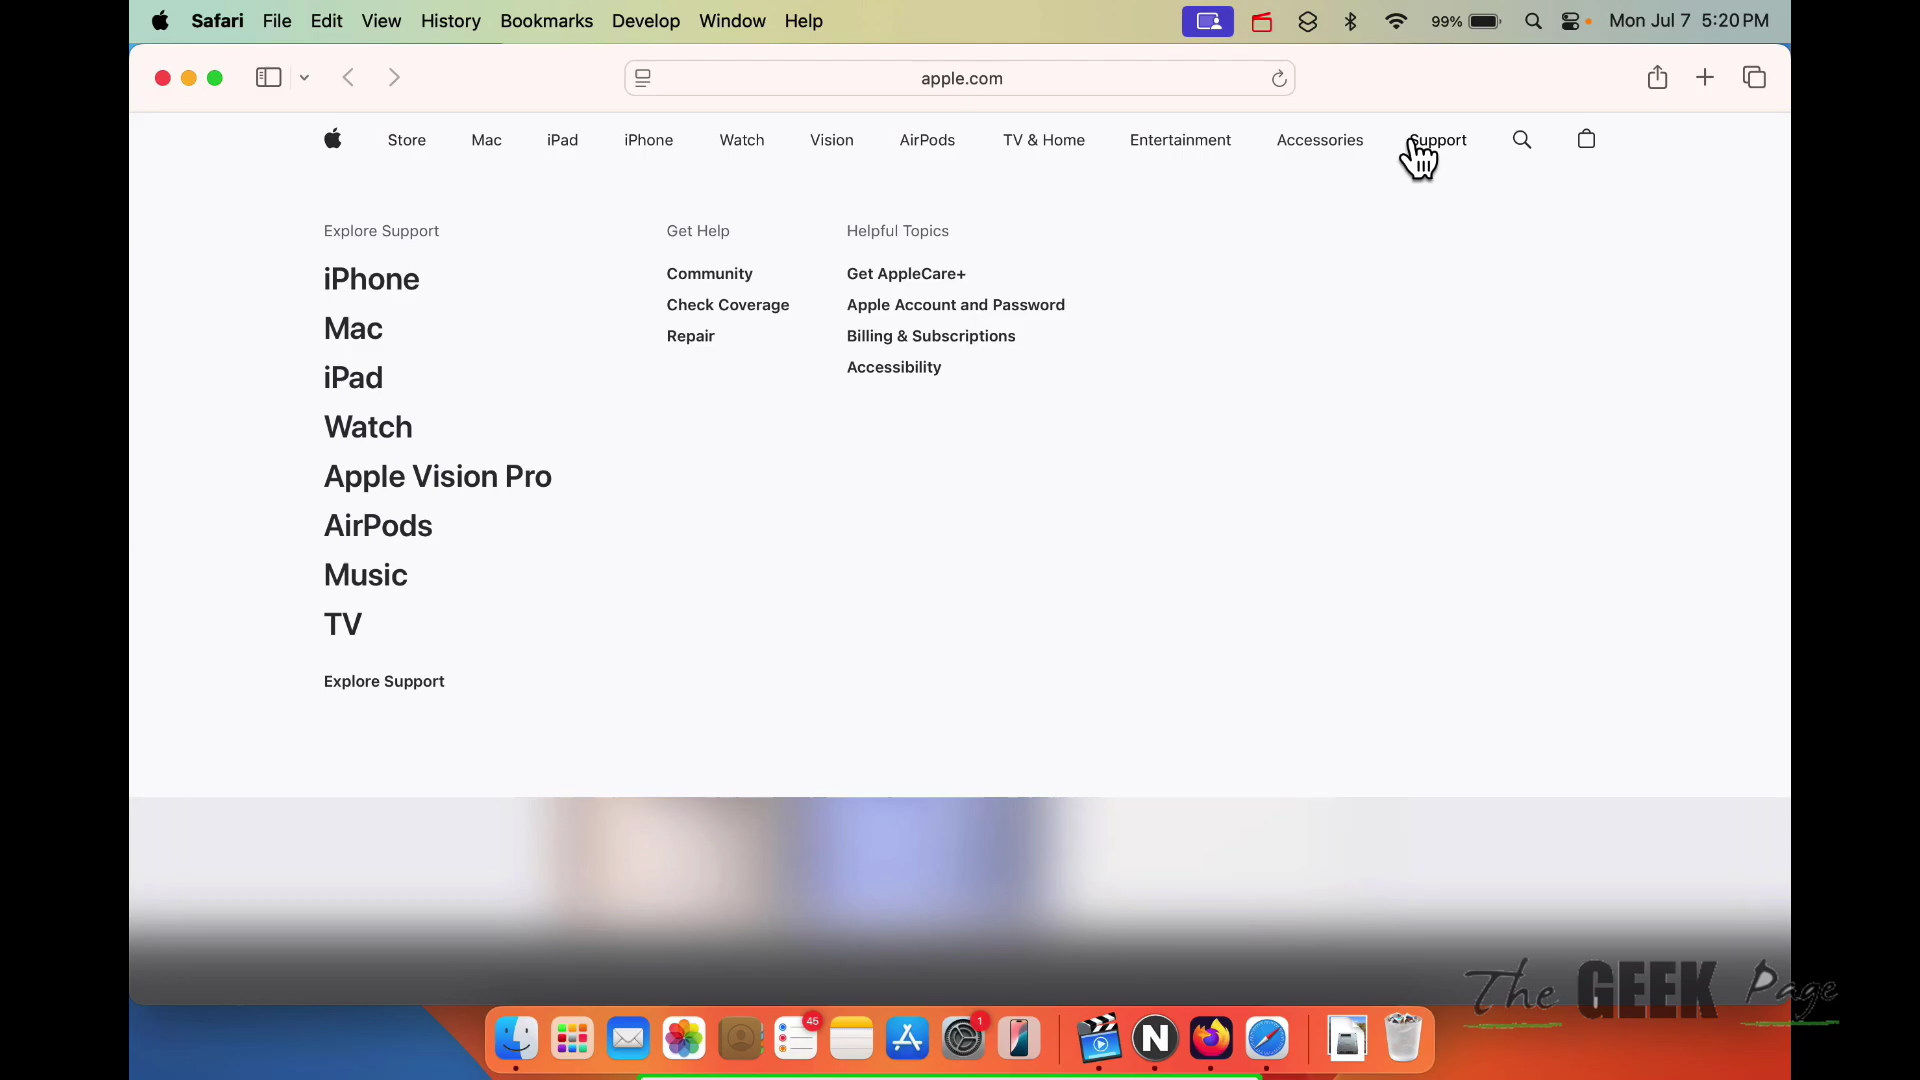 Safari File Edit View History Bookmarks Develop Window Help 99% Mon Jul 7 5:20 PM
apple.com
Store Mac iPad iPhone Watch Vision AirPods TV & Home Entertainment Accessories Support
Explore Support
iPhone
Mac
iPad
Watch
Apple Vision Pro
AirPods
Music
TV
Explore Support
Get Help
Community
Check Coverage
Repair
Helpful Topics
Get AppleCare+
Apple Account and Password
Billing & Subscriptions
Accessibility
The GEEK Page
45
1
N